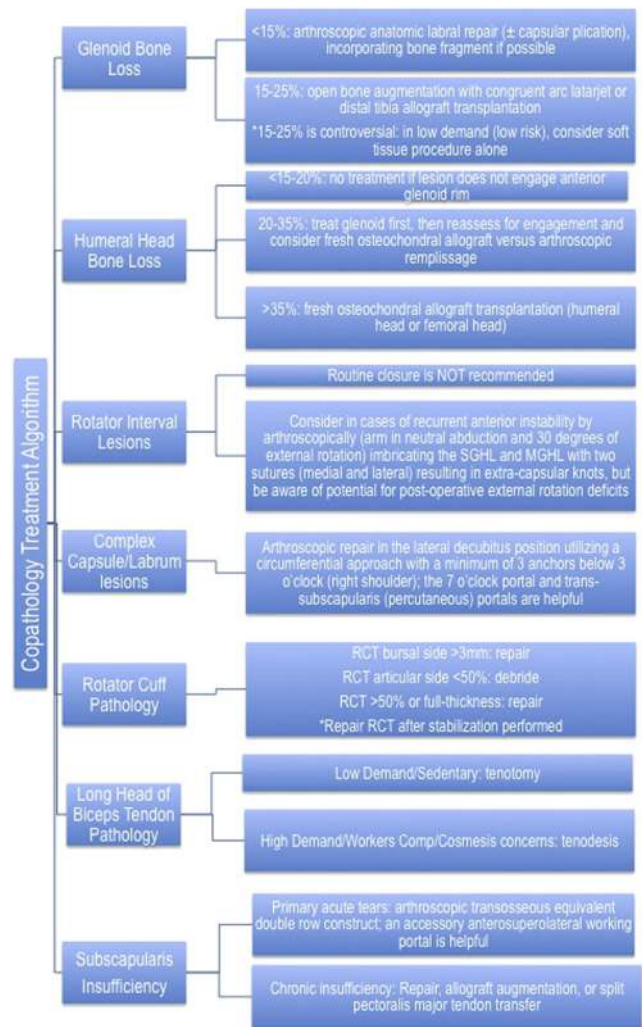 Copathology Treatment Algorithm
Glenoid Bone
Loss
<15%: arthroscopic anatomic labral repair (± capsular plication),
incorporating bone fragment if possible
15-25%: open bone augmentation with congruent arc latarjet or
distal tibia allograft transplantation
*15-25% is controversial: in low demand (low risk), consider soft
tissue procedure alone
Humeral Head
Bone Loss
<15-20%: no treatment if lesion does not engage anterior
glenoid rim
20-35%: treat glenoid first, then reassess for engagement and
consider fresh osteochondral allograft versus arthroscopic
remplissage
>35%: fresh osteochondral allograft transplantation (humeral
head or femoral head)
Rotator Interval
Lesions
Routine closure is NOT recommended
Consider in cases of recurrent anterior instability by
arthroscopically (arm in neutral abduction and 30 degrees of
external rotation) imbricating the SGHL and MGHL with two
sutures (medial and lateral) resulting in extra-capsular knots, but
be aware of potential for post-operative external rotation deficits
Complex
Capsule/Labrum
lesions
Arthroscopic repair in the lateral decubitus position utilizing a
circumferential approach with a minimum of 3 anchors below 3
o'clock (right shoulder); the 7 o'clock portal and trans-
subscapularis (percutaneous) portals are helpful
Rotator Cuff
Pathology
RCT bursal side >3mm: repair
RCT articular side <50%: debride
RCT >50% or full-thickness: repair
*Repair RCT after stabilization performed
Long Head of
Biceps Tendon
Pathology
Low Demand/Sedentary: tenotomy
High Demand/Workers Comp/Cosmesis concerns: tenodesis
Subscapularis
Insufficiency
Primary acute tears: arthroscopic transosseous equivalent
double row construct; an accessory anterosuperolateral working
portal is helpful
Chronic insufficiency: Repair, allograft augmentation, or split
pectoralis major tendon transfer